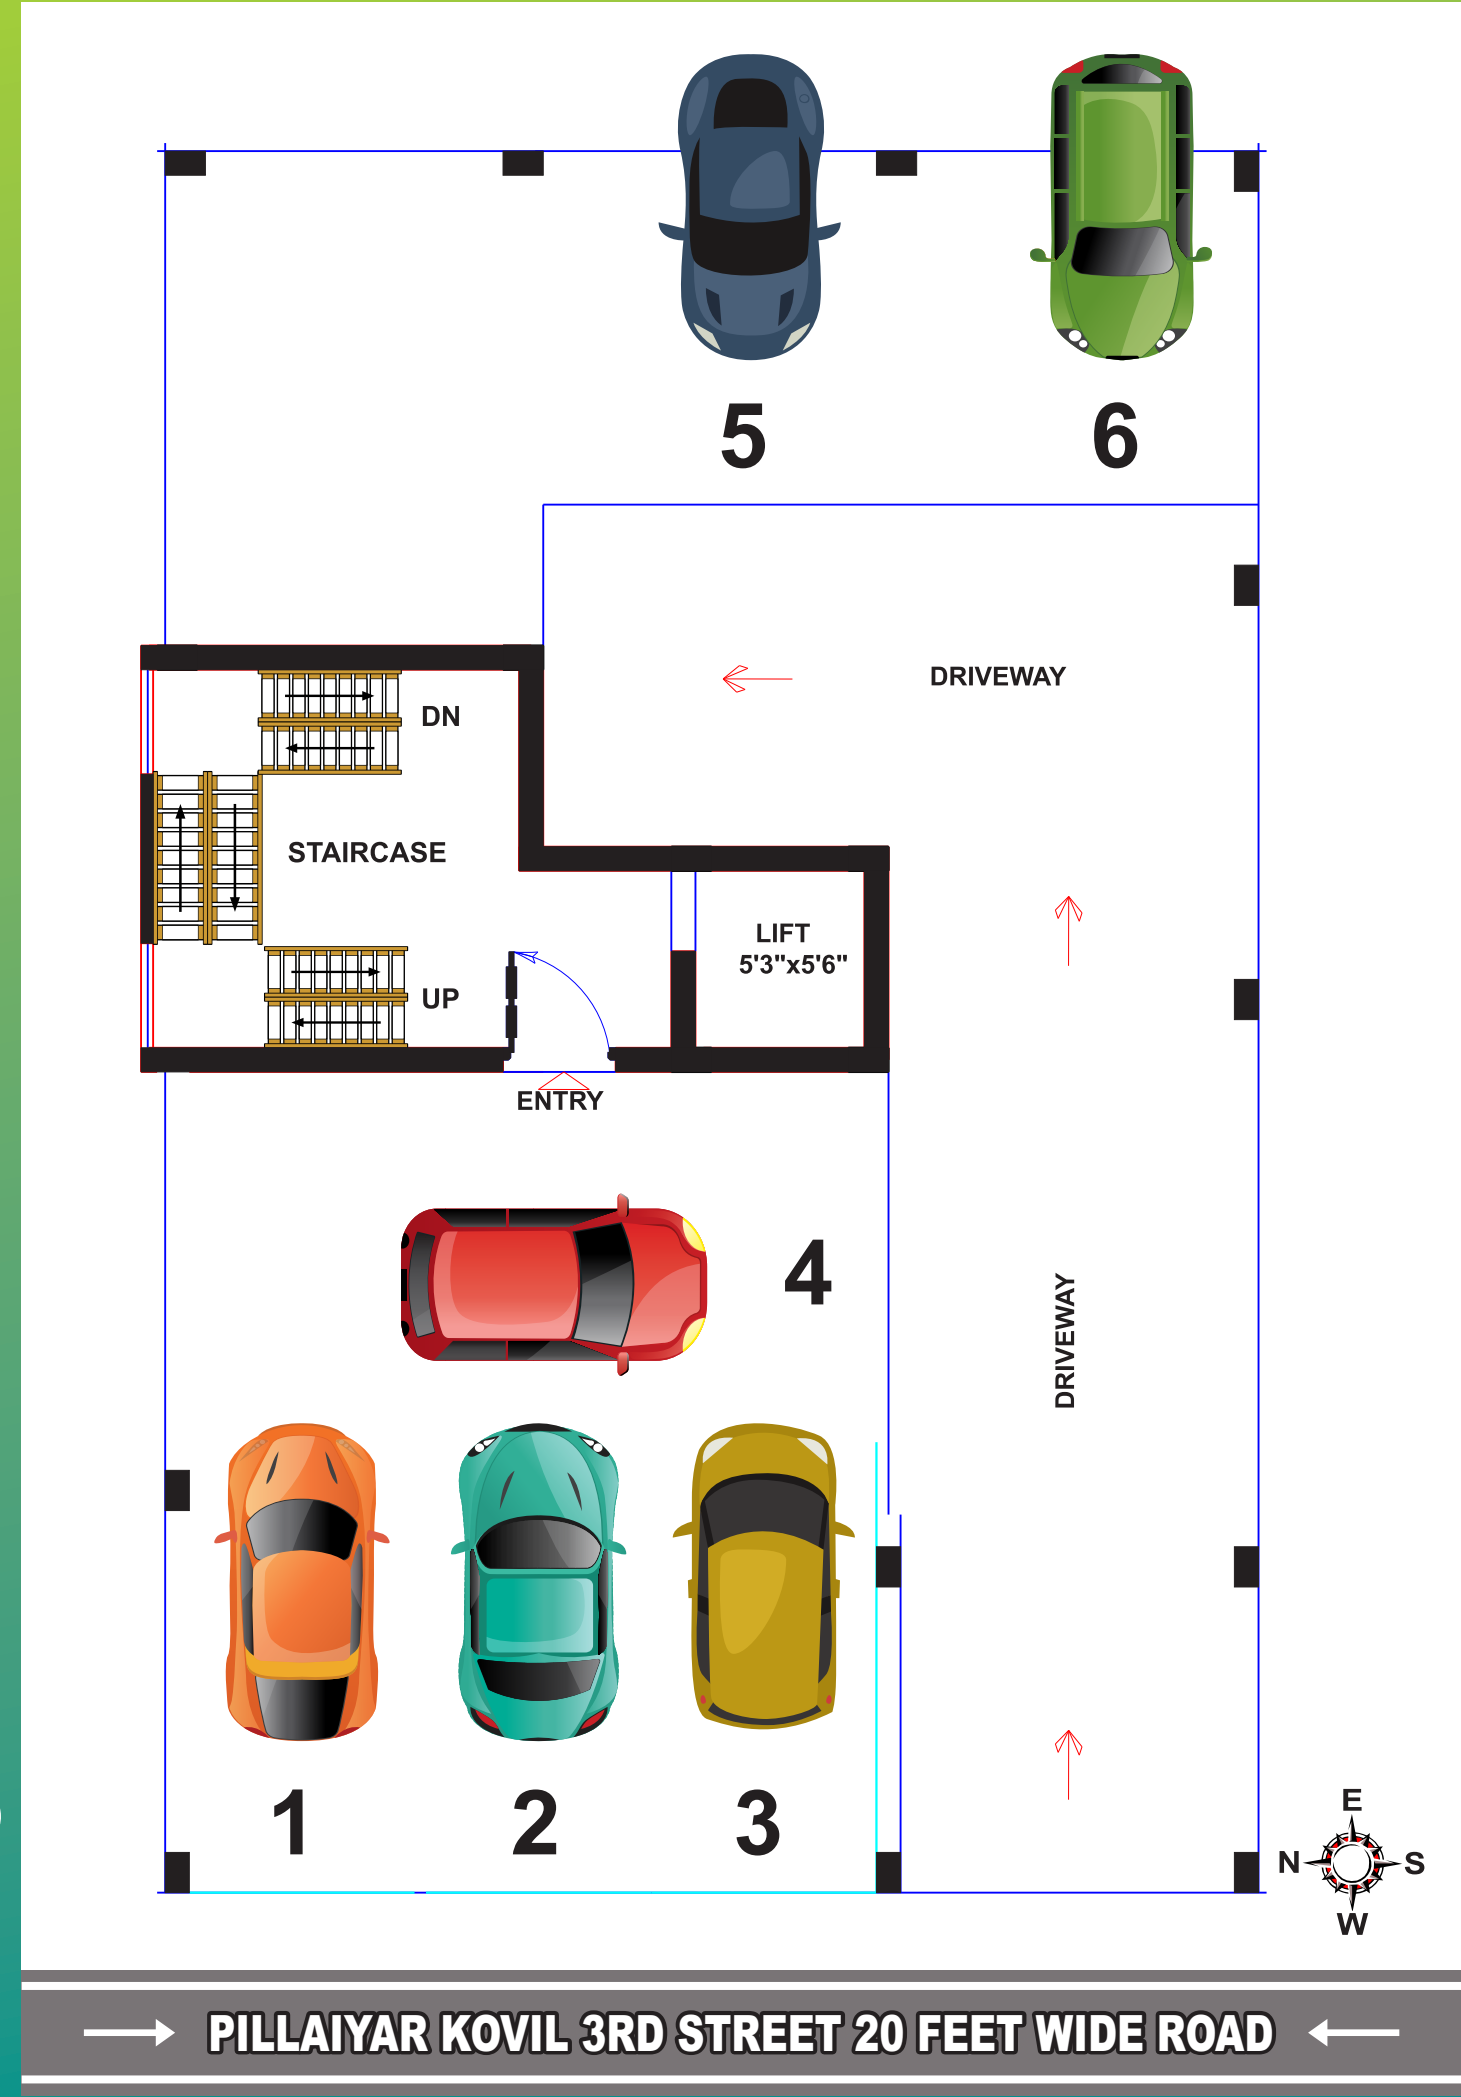 5
6
DRIVEWAY
DN
STAIRCASE
LIFT
5'3"x5'6"
UP
ENTRY
4
DRIVEWAY
1
2
3
E
N
S
W
PILLAIYAR KOVIL 3RD STREET 20 FEET WIDE ROAD